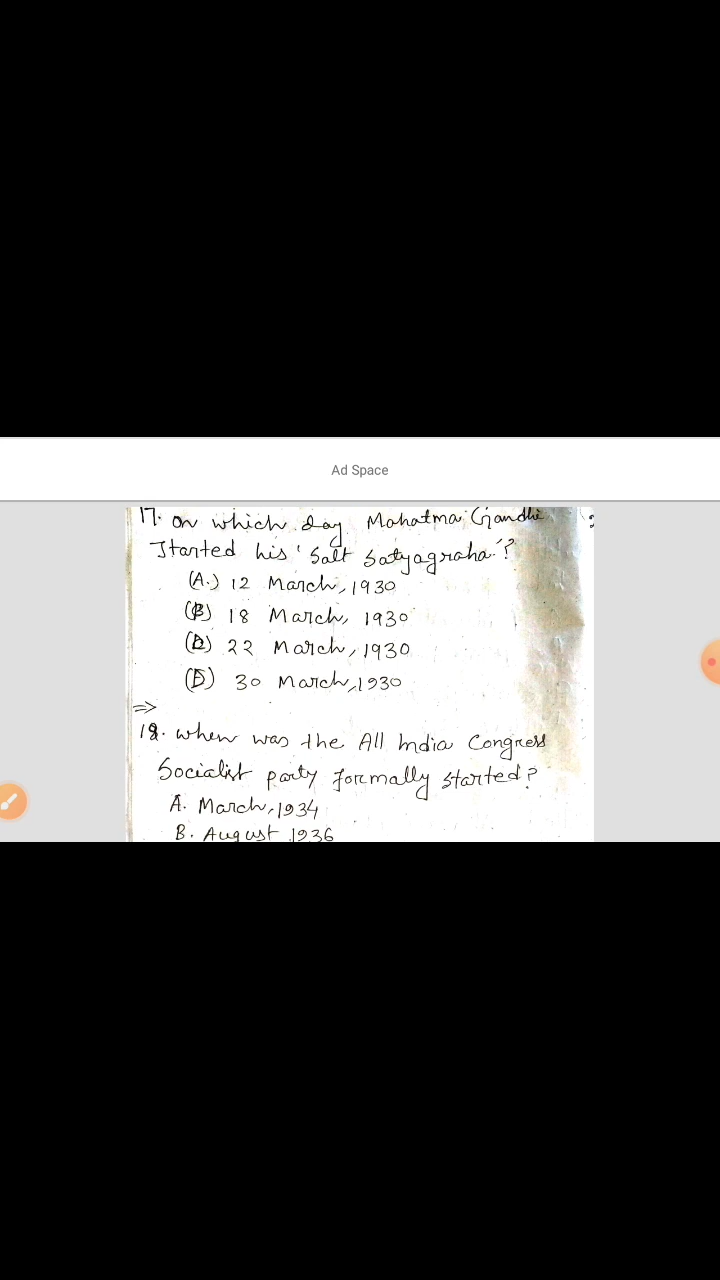 Ad Space
17. on which day Mahatma Gandhi
Started his 'Salt Satyagraha'?
(A.) 12 March, 1930
(B) 18 March, 1930
(D) 22 March, 1930
(D) 30 March, 1930
=>
18. when was the All India Congress
Socialist party formally started?
A. March, 1934
B. August 1936